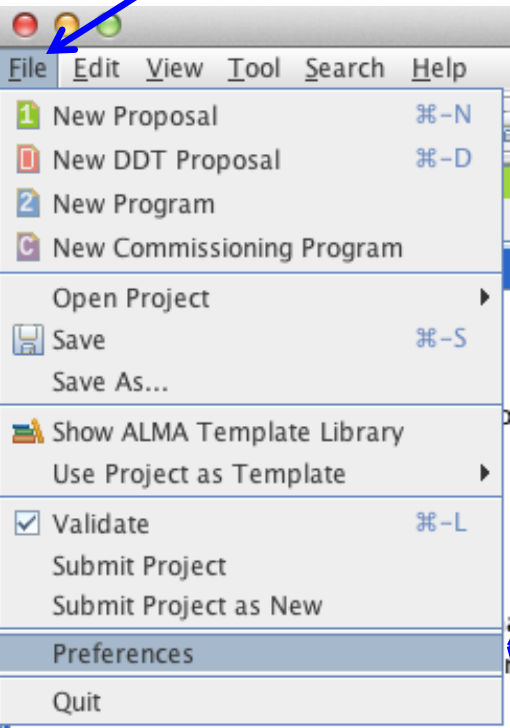 File Edit View Tool Search Help
1 New Proposal ⌘-N
D New DDT Proposal ⌘-D
2 New Program
C New Commissioning Program
Open Project
Save ⌘-S
Save As...
Show ALMA Template Library
Use Project as Template
Validate ⌘-L
Submit Project
Submit Project as New
Preferences
Quit